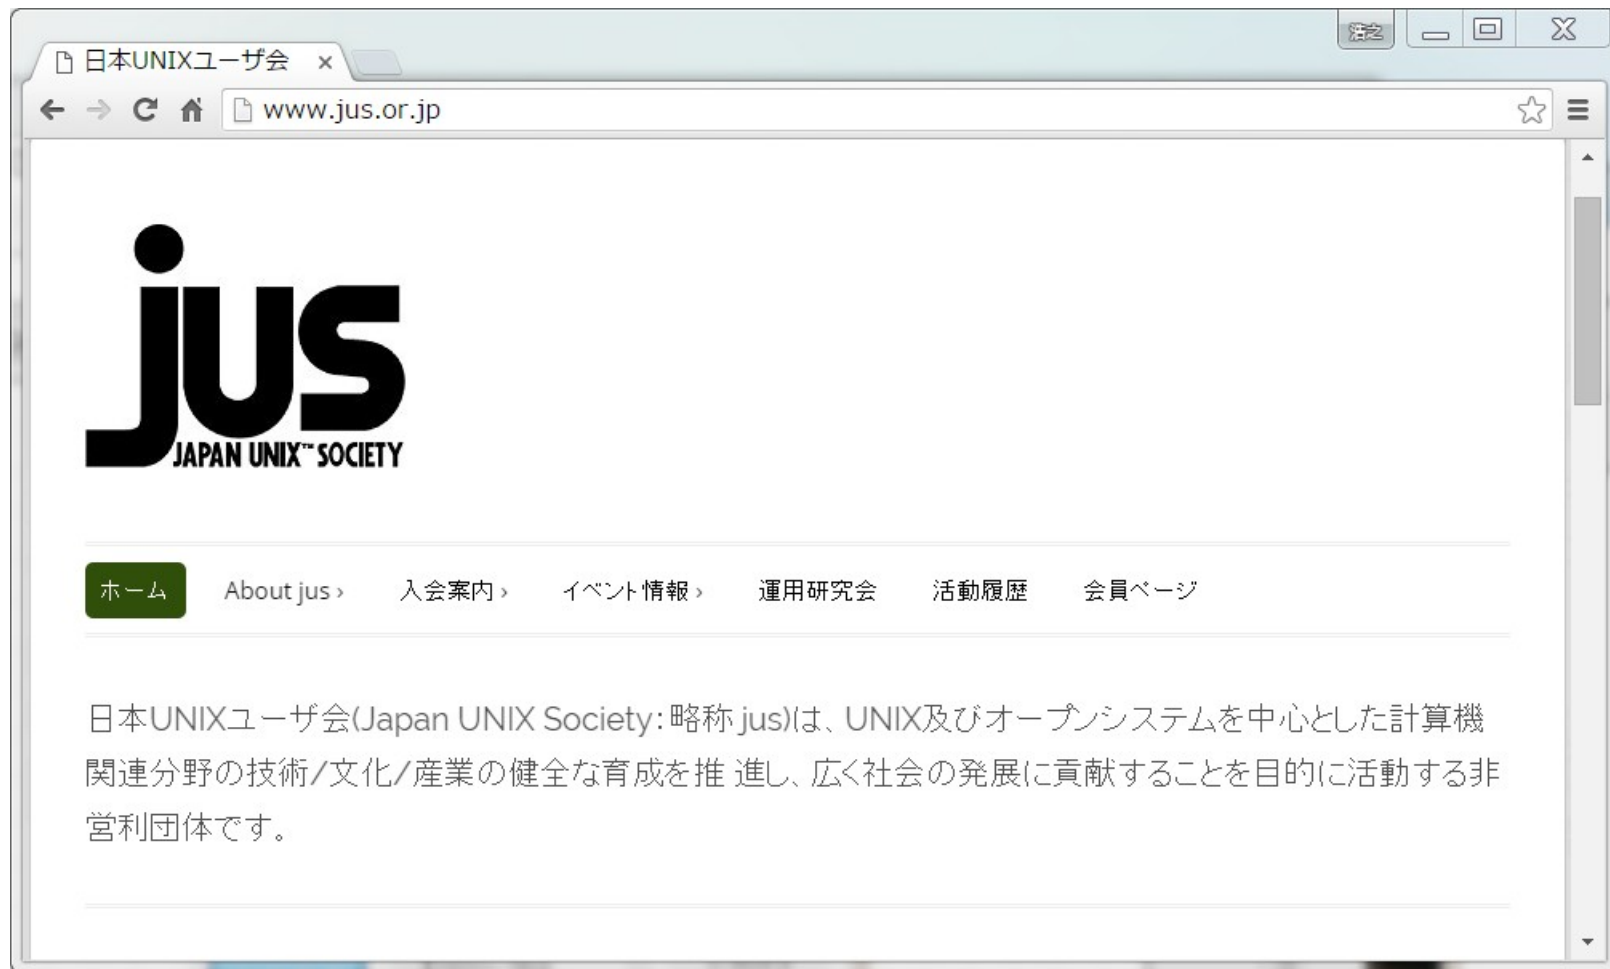 浩之
日本UNIXユーザ会
www.jus.or.jp
jus
JAPAN UNIX™ SOCIETY
ホーム About jus › 入会案内 › イベント情報 › 運用研究会 活動履歴 会員ページ
日本UNIXユーザ会(Japan UNIX Society:略称 jus)は、UNIX及びオープンシステムを中心とした計算機
関連分野の技術/文化/産業の健全な育成を推 進し、広く社会の発展に貢献することを目的に活動する非
営利団体です。